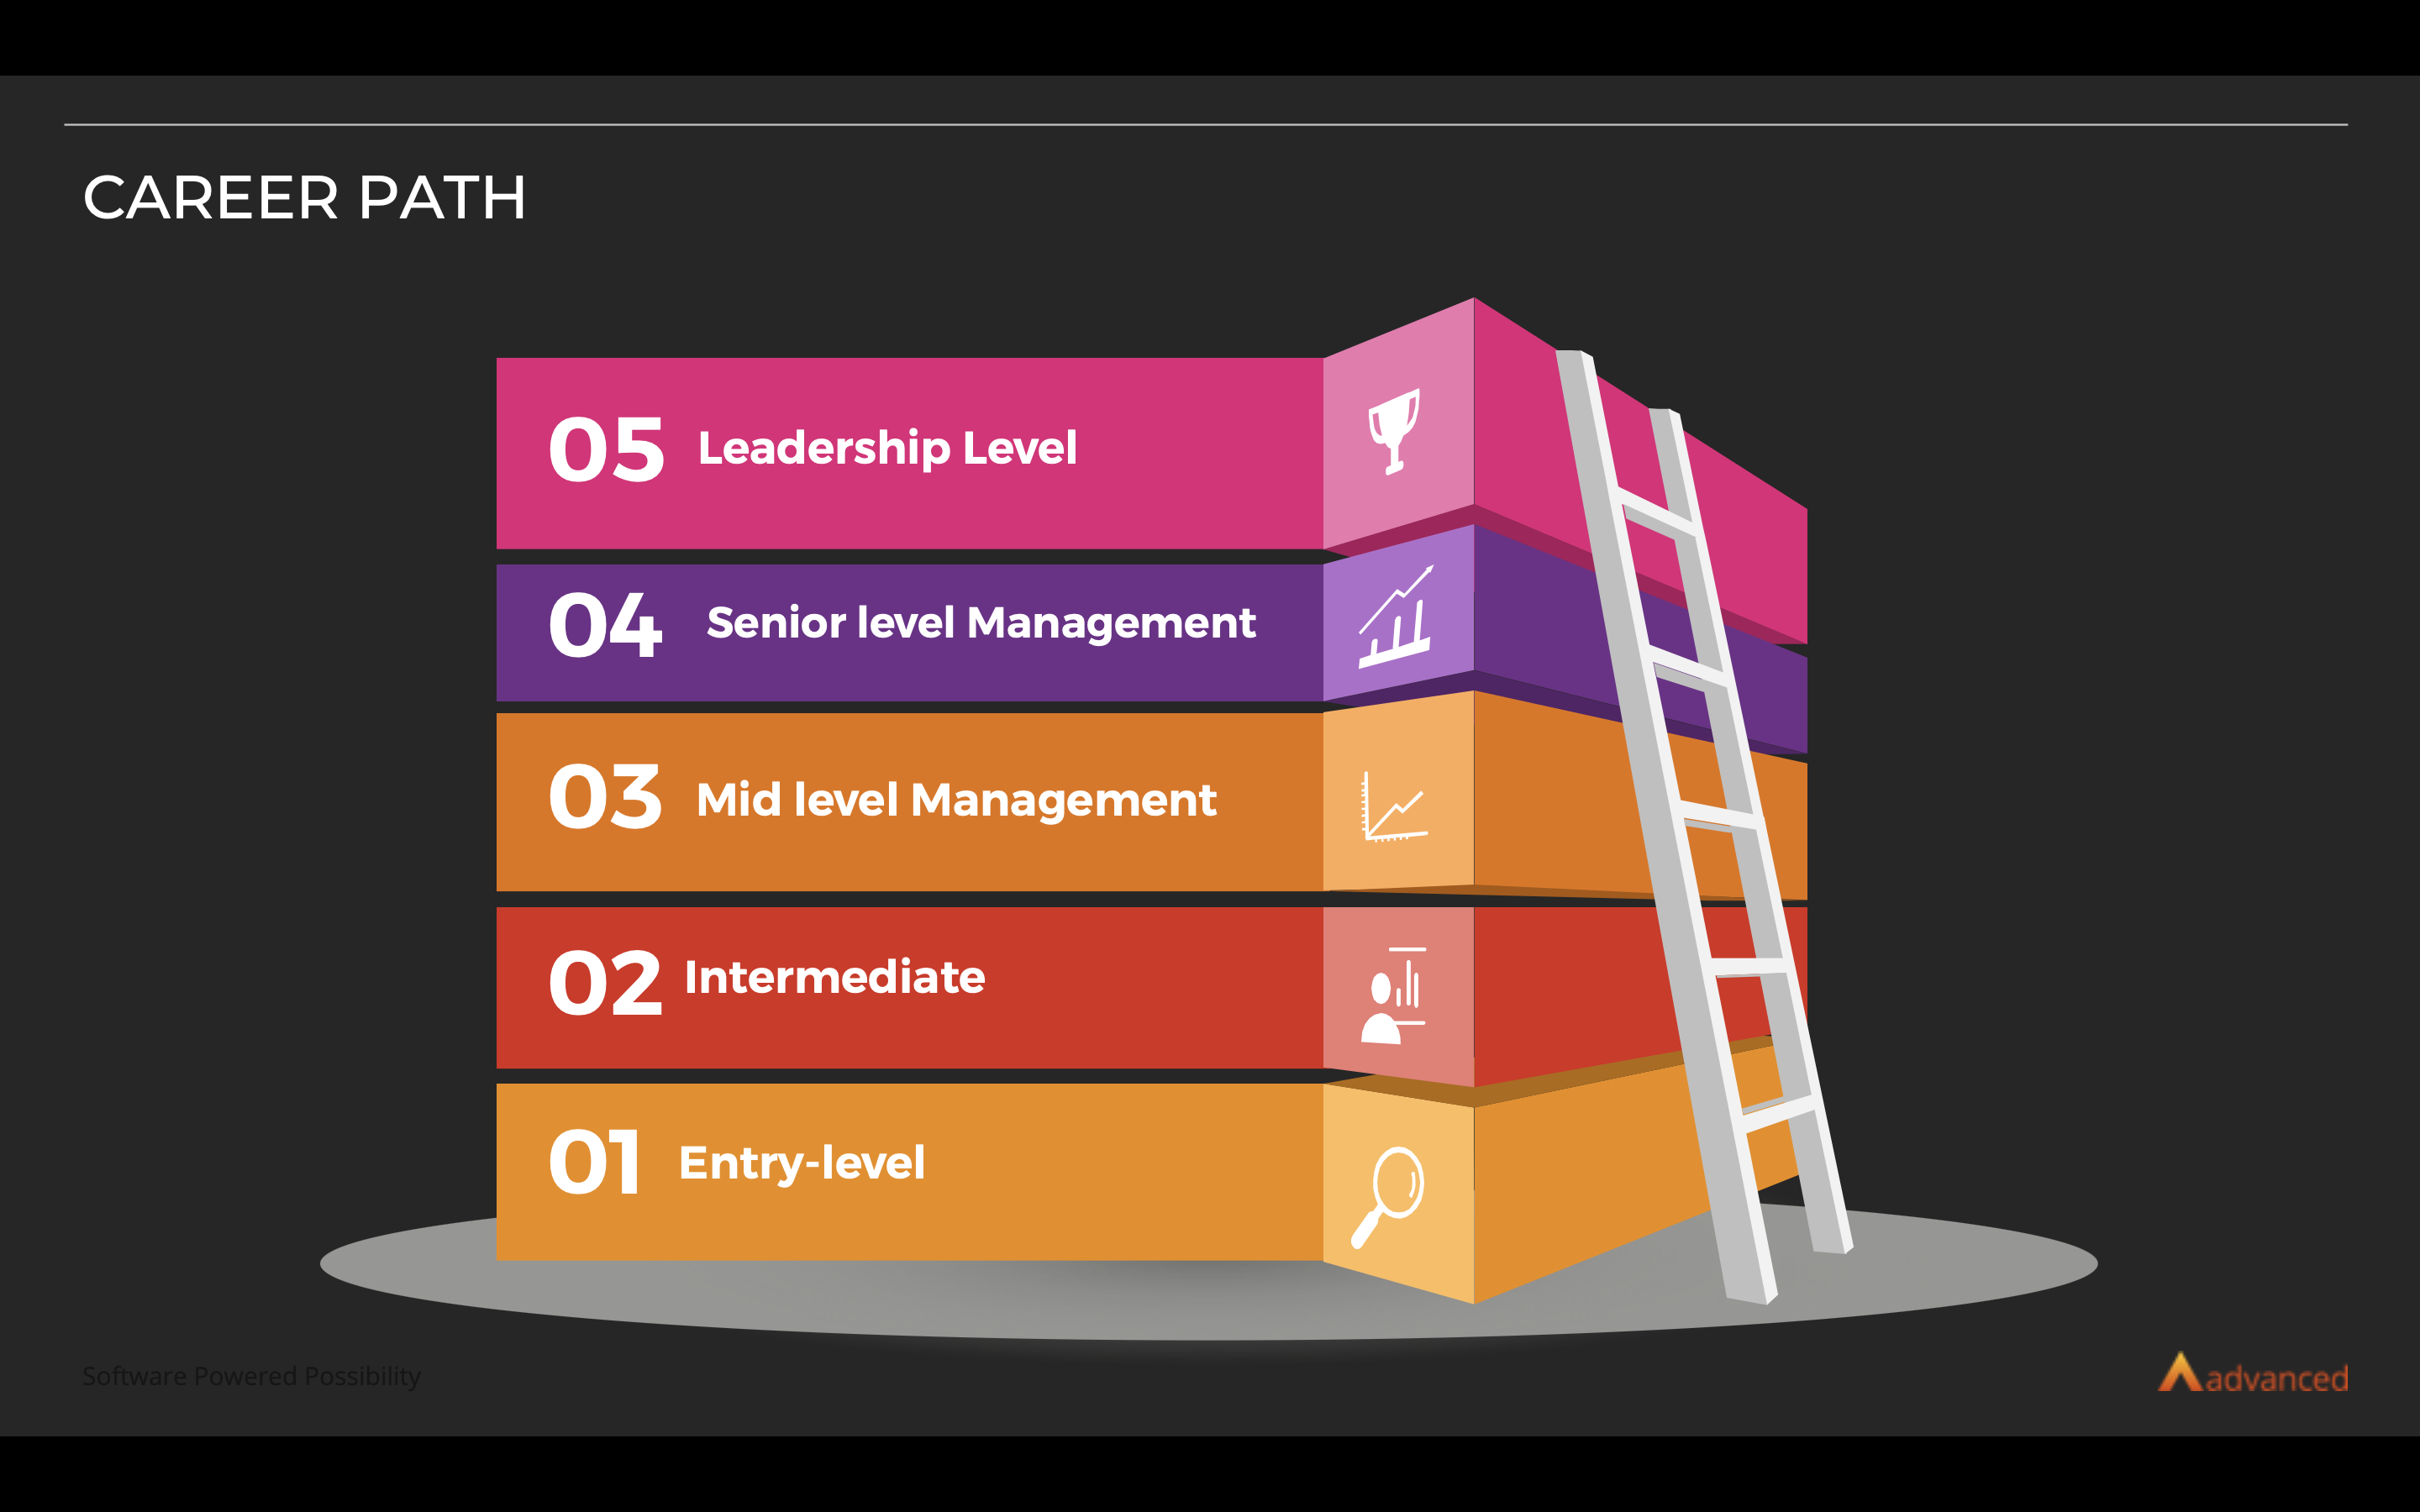 CAREER PATH
05 Leadership Level
04 Senior level Management
03 Mid level Management
02 Intermediate
01 Entry-level
Software Powered Possibility
advanced